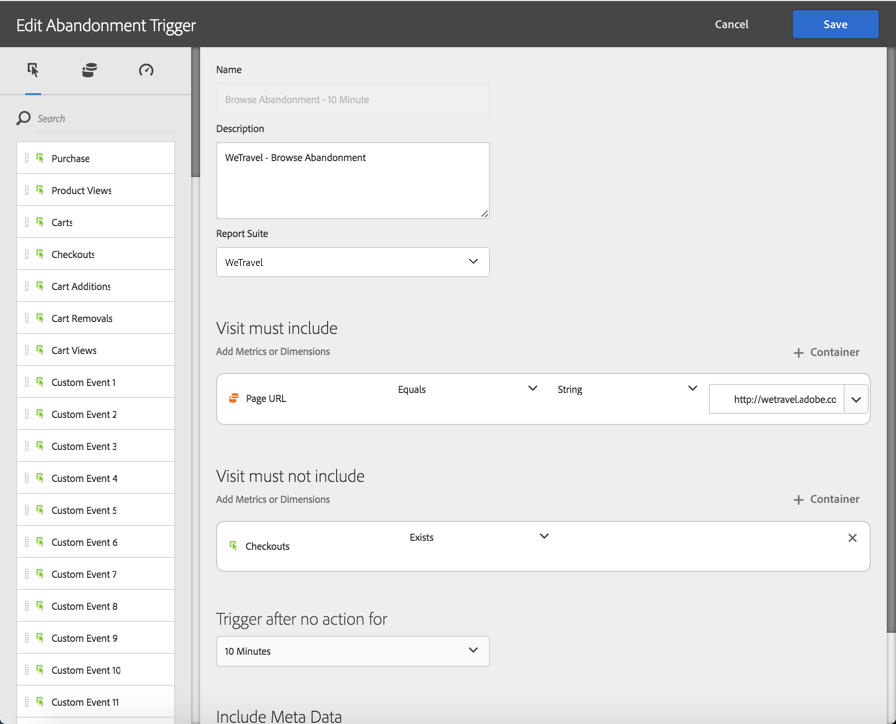 Edit Abandonment Trigger
Cancel
Save
Search
Purchase
Product Views
Carts
Checkouts
Cart Additions
Cart Removals
Cart Views
Custom Event 1
Custom Event 2
Custom Event 3
Custom Event 4
Custom Event 5
Custom Event 6
Custom Event 7
Custom Event 8
Custom Event 9
Custom Event 10
Custom Event 11
Name
Browse Abandonment - 10 Minute
Description
WeTravel - Browse Abandonment
Report Suite
WeTravel
Visit must include
Add Metrics or Dimensions
+ Container
Page URL Equals String http://wetravel.adobe.co
Visit must not include
Add Metrics or Dimensions
+ Container
Checkouts Exists
Trigger after no action for
10 Minutes
Include Meta Data